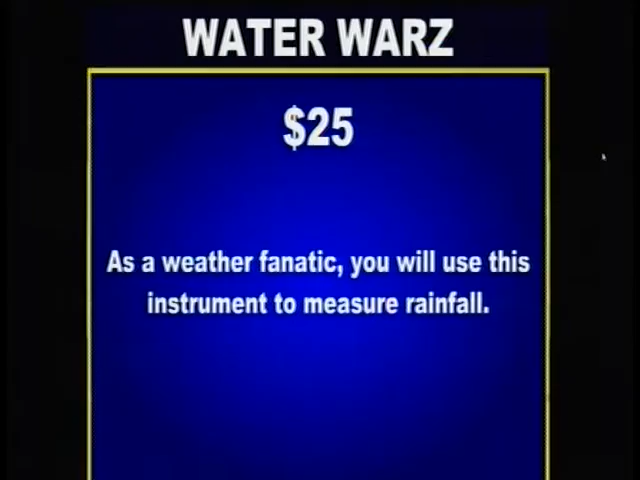 WATER WARZ
$25
As a weather fanatic, you will use this
instrument to measure rainfall.